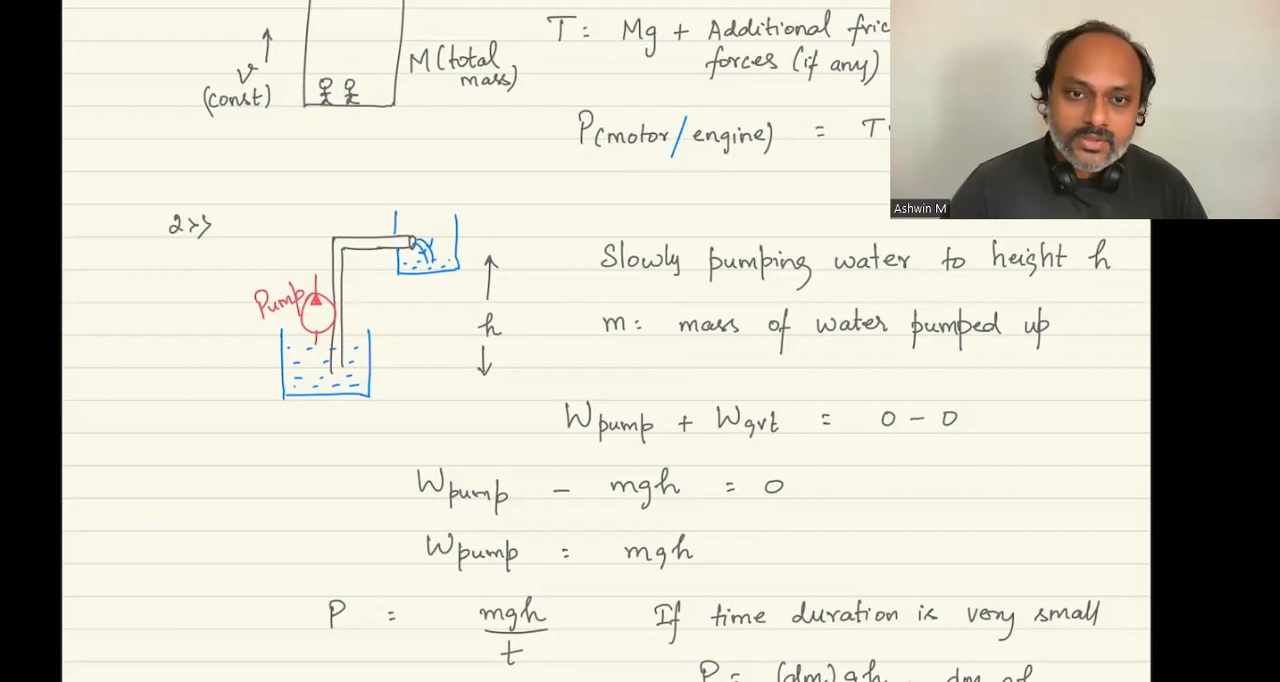 T = Mg + Additional fric
forces (if any)
M (total
mass)
v
(const)
P(motor/engine) = T
Ashwin M
2>>
Pump
h
Slowly pumping water to height h
m: mass of water pumped up
Wpump + Wgrt = 0 - 0
Wpump - mgh = 0
Wpump = mgh
P = mgh/t If time duration is very small
P = (dm) gh